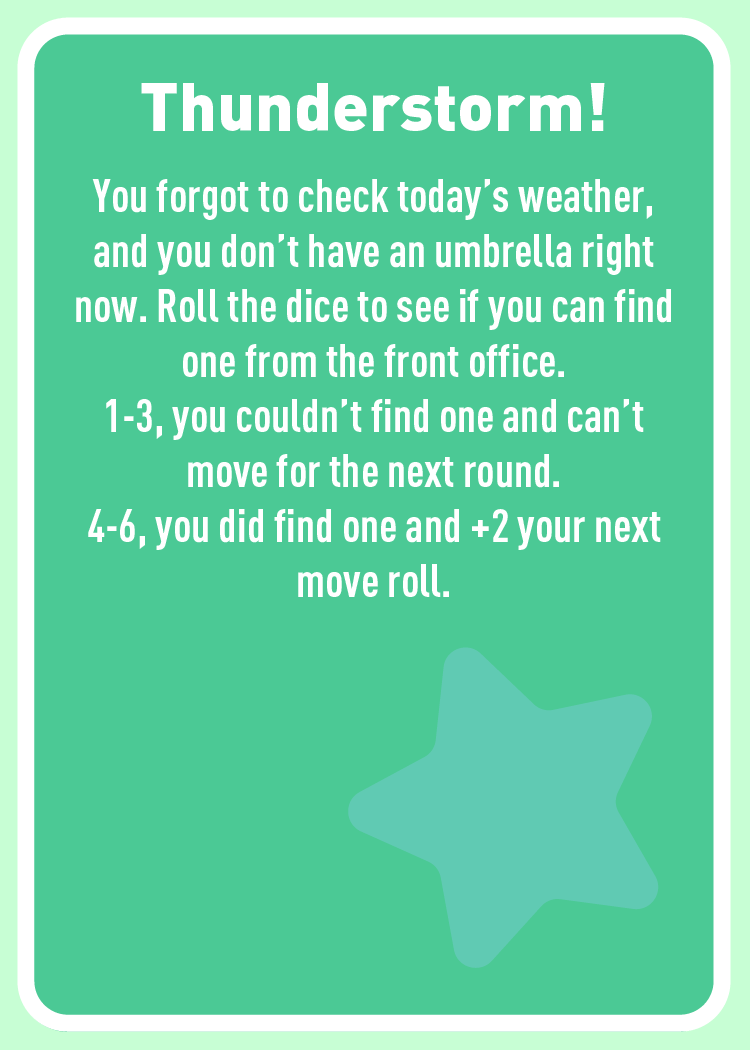 Thunderstorm!
You forgot to check today’s weather,
and you don’t have an umbrella right
now. Roll the dice to see if you can find
one from the front office.
1-3, you couldn’t find one and can’t
move for the next round.
4-6, you did find one and +2 your next
move roll.